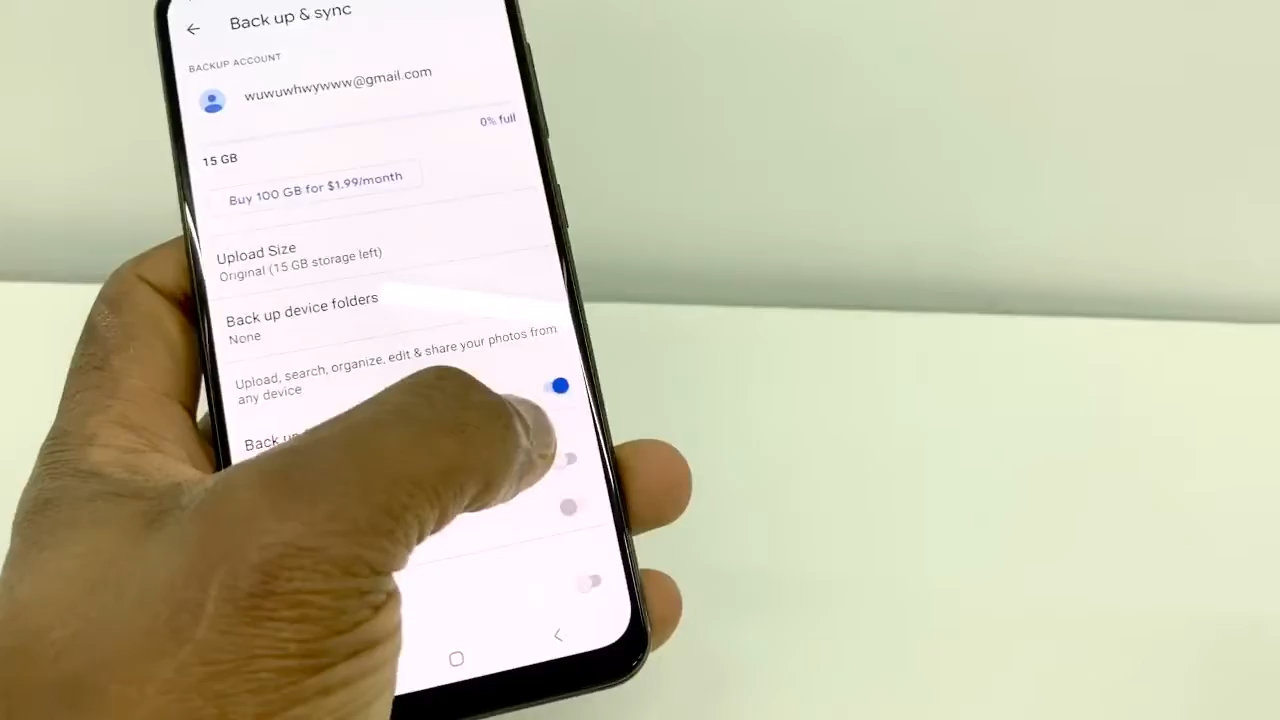 Back up & sync
BACKUP ACCOUNT
wuwuwhwywww@gmail.com
0% full
15 GB
Buy 100 GB for $1.99/month
Upload Size
Original (15 GB storage left)
Back up device folders
None
Upload, search, organize, edit & share your photos from
any device
Back